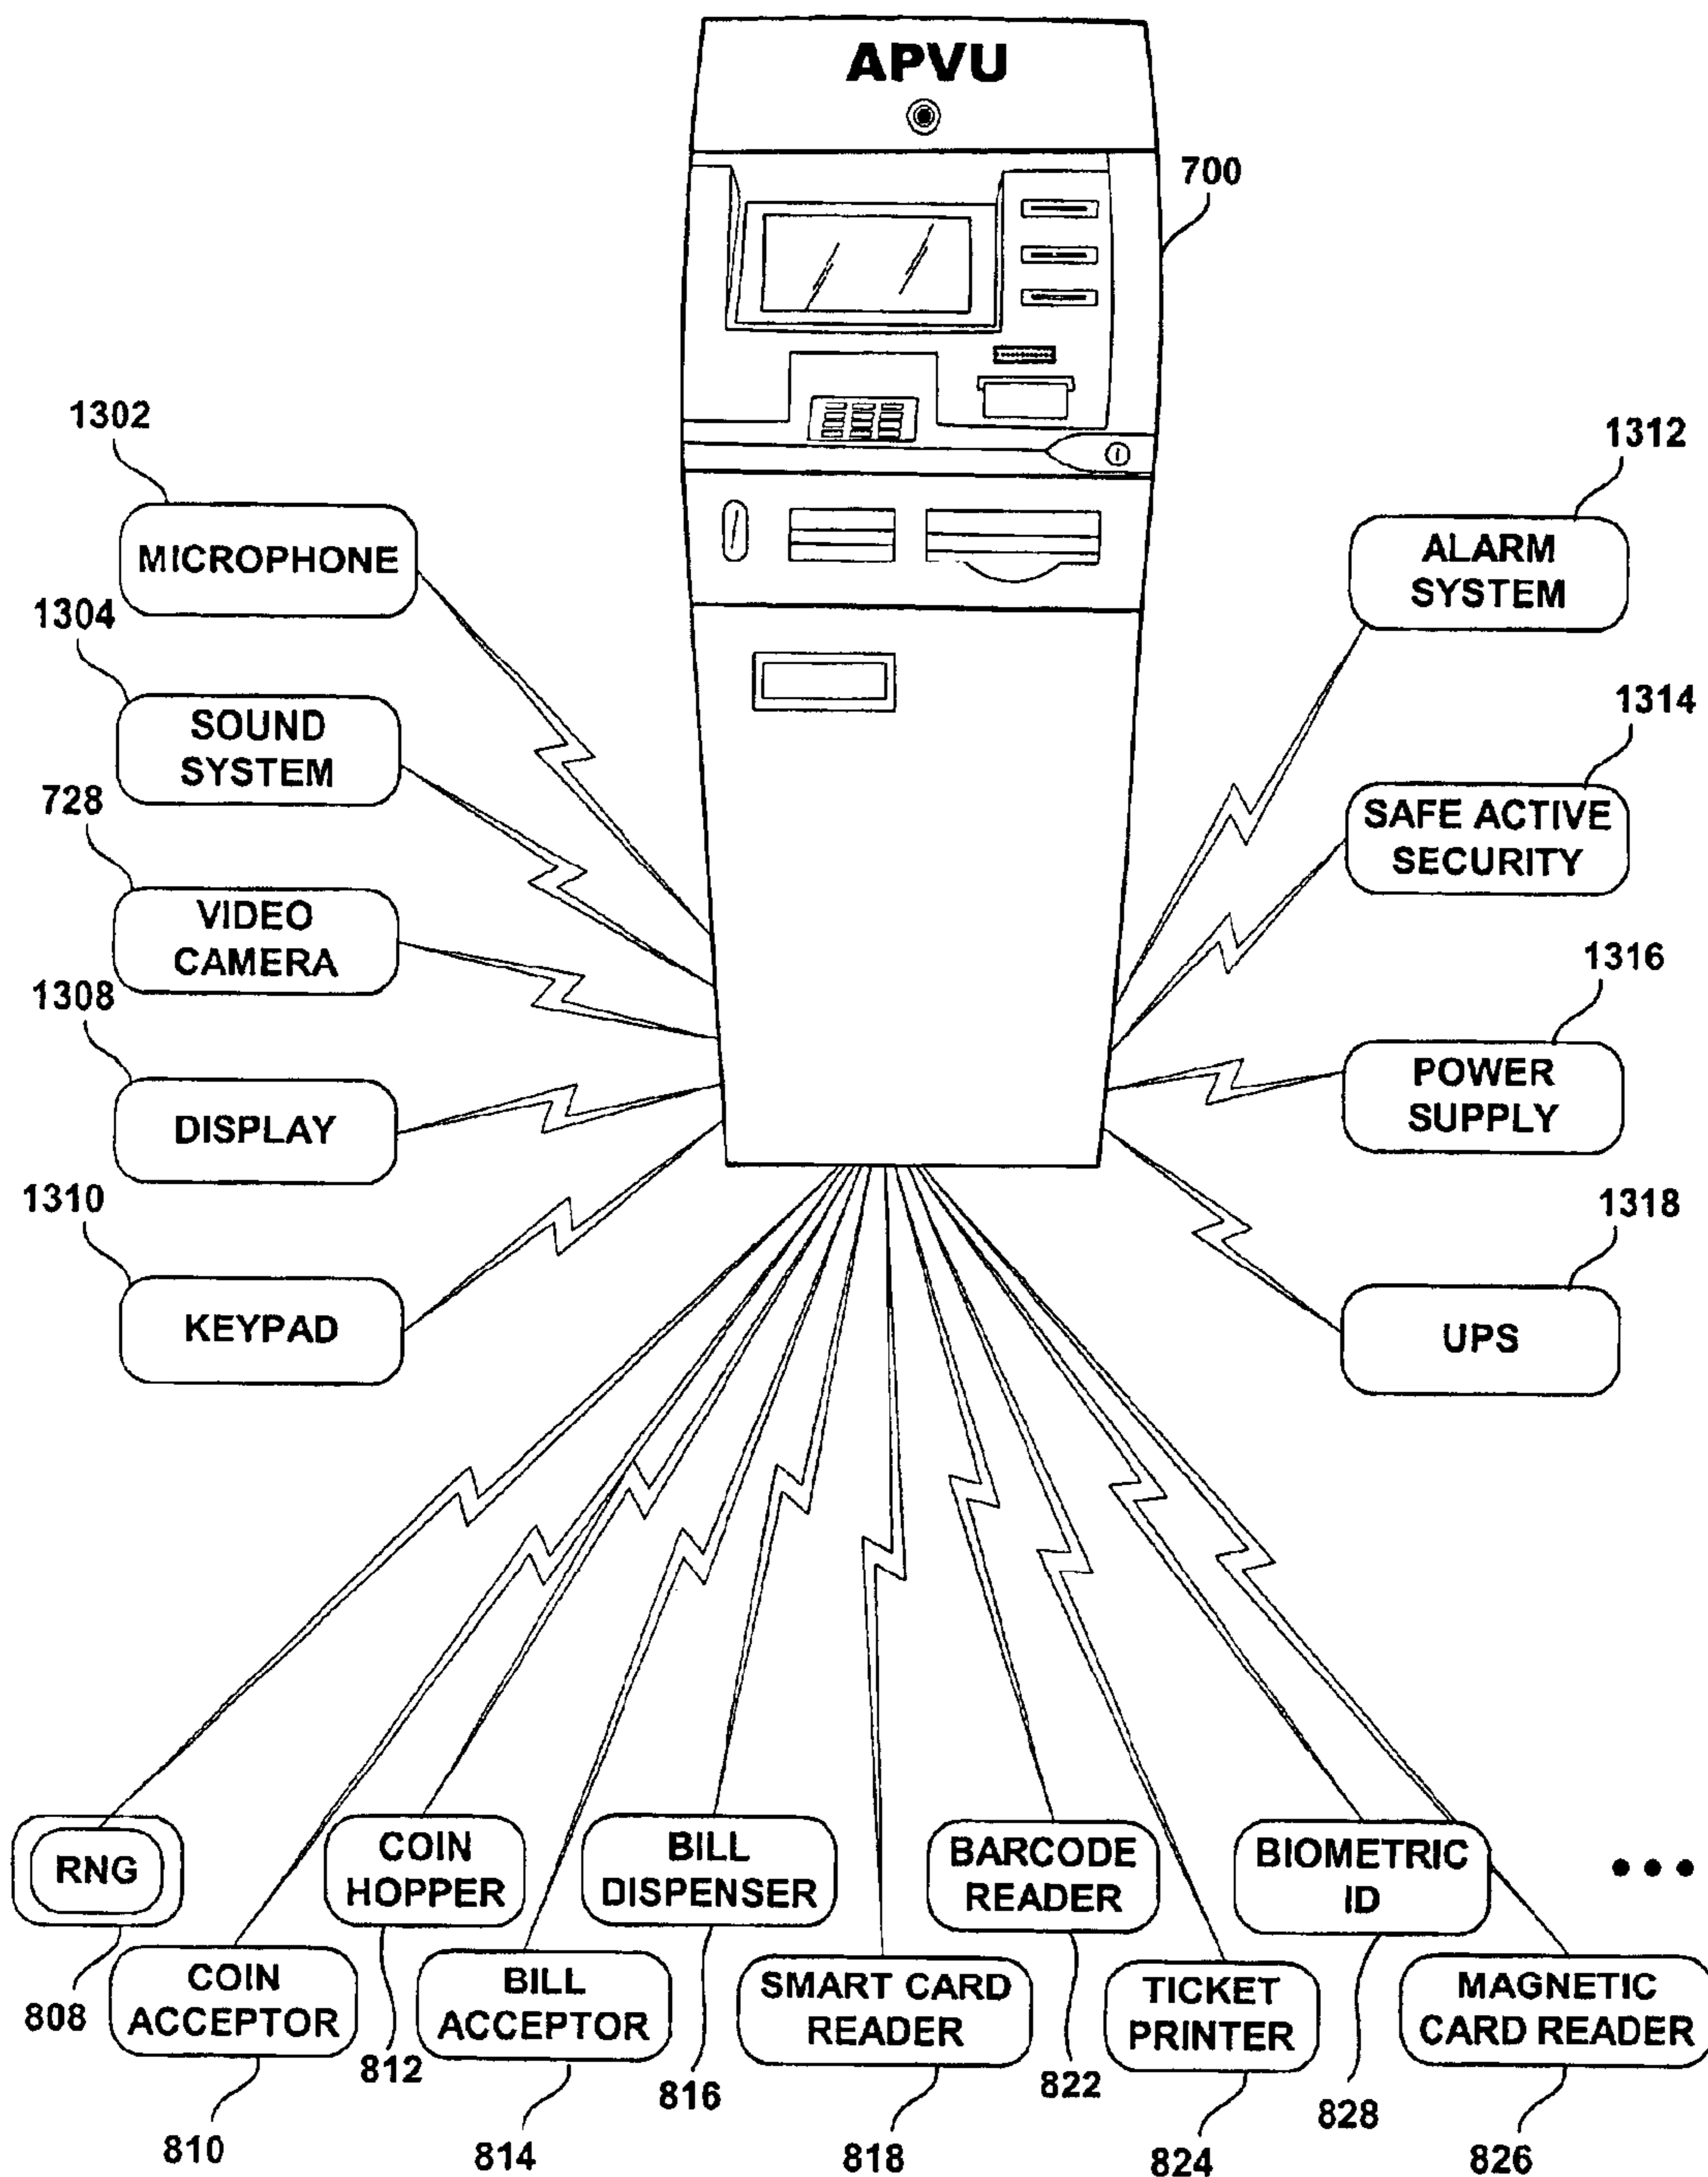 APVU
700
1302
MICROPHONE
1304
SOUND
SYSTEM
728
VIDEO
CAMERA
1308
DISPLAY
1310
KEYPAD
1312
ALARM
SYSTEM
1314
SAFE ACTIVE
SECURITY
1316
POWER
SUPPLY
1318
UPS
RNG
808
COIN
ACCEPTOR
810
COIN
HOPPER
812
BILL
ACCEPTOR
814
BILL
DISPENSER
816
SMART CARD
READER
818
BARCODE
READER
822
TICKET
PRINTER
824
BIOMETRIC
ID
828
MAGNETIC
CARD READER
826
•••